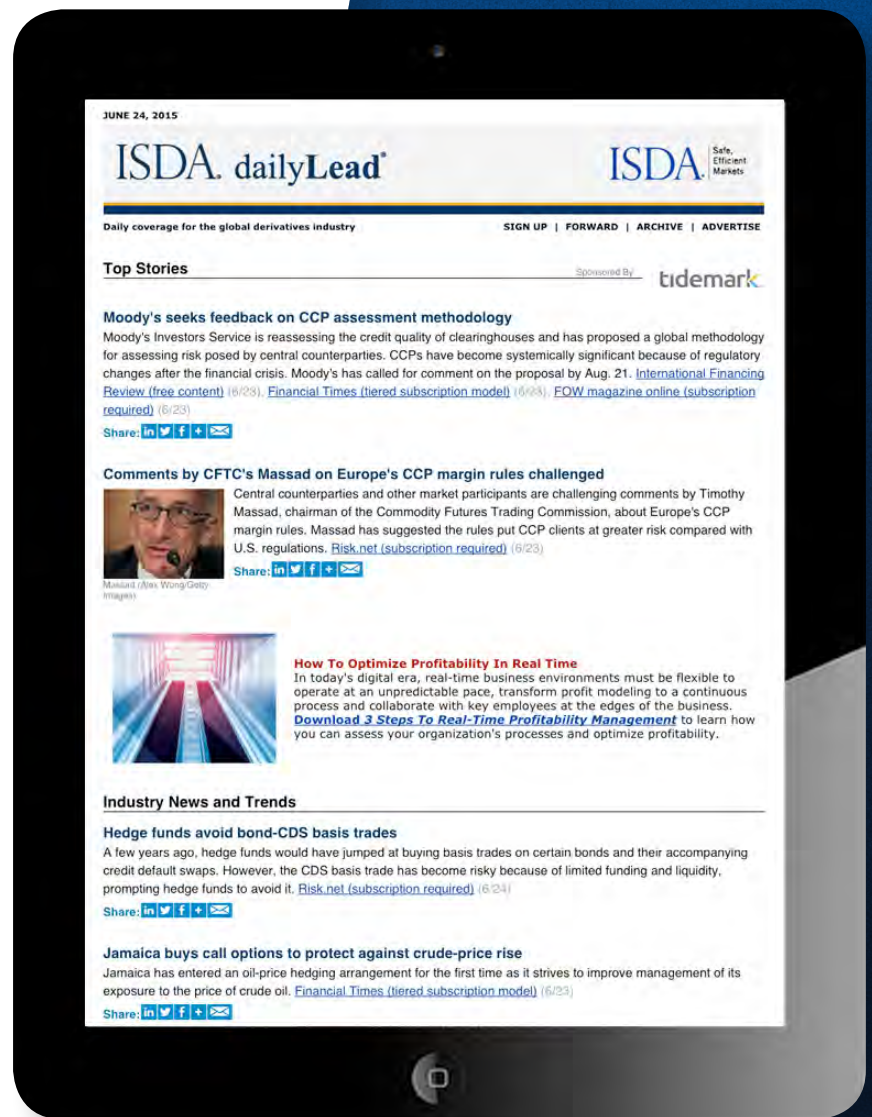 JUNE 24, 2015
ISDA. dailyLead®
ISDA. Safe,
Efficient
Markets
Daily coverage for the global derivatives industry
SIGN UP | FORWARD | ARCHIVE | ADVERTISE
Top Stories
Sponsored By
tidemark
Moody's seeks feedback on CCP assessment methodology
Moody's Investors Service is reassessing the credit quality of clearinghouses and has proposed a global methodology
for assessing risk posed by central counterparties. CCPs have become systemically significant because of regulatory
changes after the financial crisis. Moody's has called for comment on the proposal by Aug. 21. International Financing
Review (free content) (6/23), Financial Times (tiered subscription model) (6/23), FOW magazine online (subscription
required) (6/23)
Share: in f +
Comments by CFTC's Massad on Europe's CCP margin rules challenged
Central counterparties and other market participants are challenging comments by Timothy
Massad, chairman of the Commodity Futures Trading Commission, about Europe's CCP
margin rules. Massad has suggested the rules put CCP clients at greater risk compared with
U.S. regulations. Risk.net (subscription required) (6/23)
Share: in f +
Massad (Alex Wong/Getty
Images)
How To Optimize Profitability In Real Time
In today's digital era, real-time business environments must be flexible to
operate at an unpredictable pace, transform profit modeling to a continuous
process and collaborate with key employees at the edges of the business.
Download 3 Steps To Real-Time Profitability Management to learn how
you can assess your organization's processes and optimize profitability.
Industry News and Trends
Hedge funds avoid bond-CDS basis trades
A few years ago, hedge funds would have jumped at buying basis trades on certain bonds and their accompanying
credit default swaps. However, the CDS basis trade has become risky because of limited funding and liquidity,
prompting hedge funds to avoid it. Risk.net (subscription required) (6/24)
Share: in f +
Jamaica buys call options to protect against crude-price rise
Jamaica has entered an oil-price hedging arrangement for the first time as it strives to improve management of its
exposure to the price of crude oil. Financial Times (tiered subscription model) (6/23)
Share: in f +